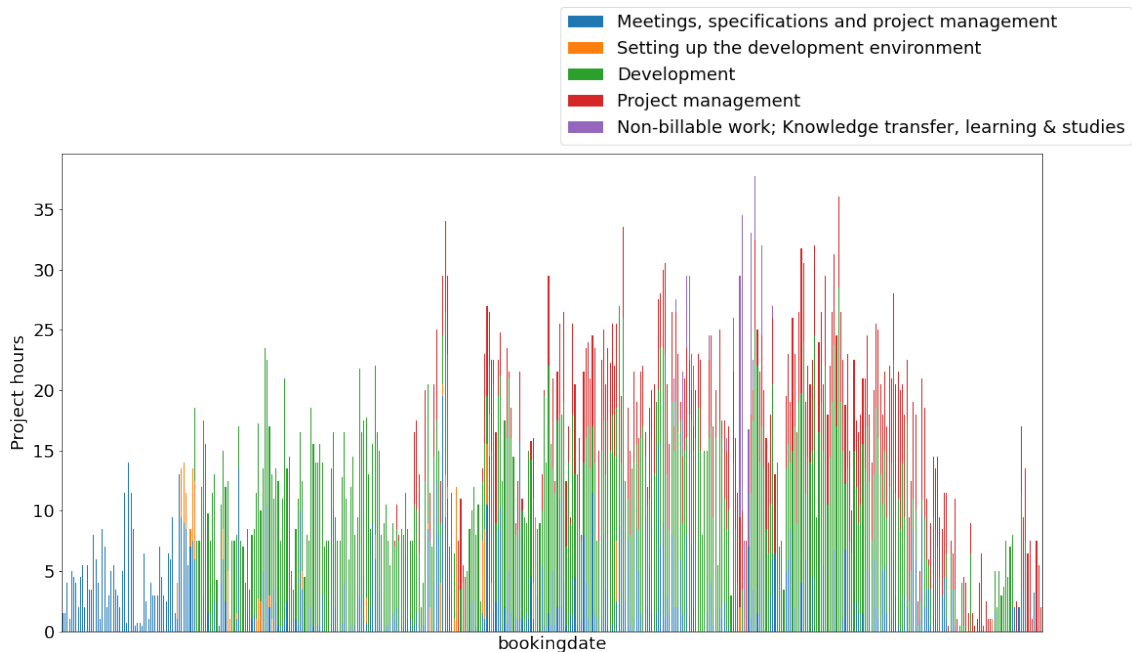 Meetings, specifications and project management
Setting up the development environment
Development
Project management
Non-billable work; Knowledge transfer, learning & studies
35
30
25
20
15
10
5
0
Project hours
bookingdate